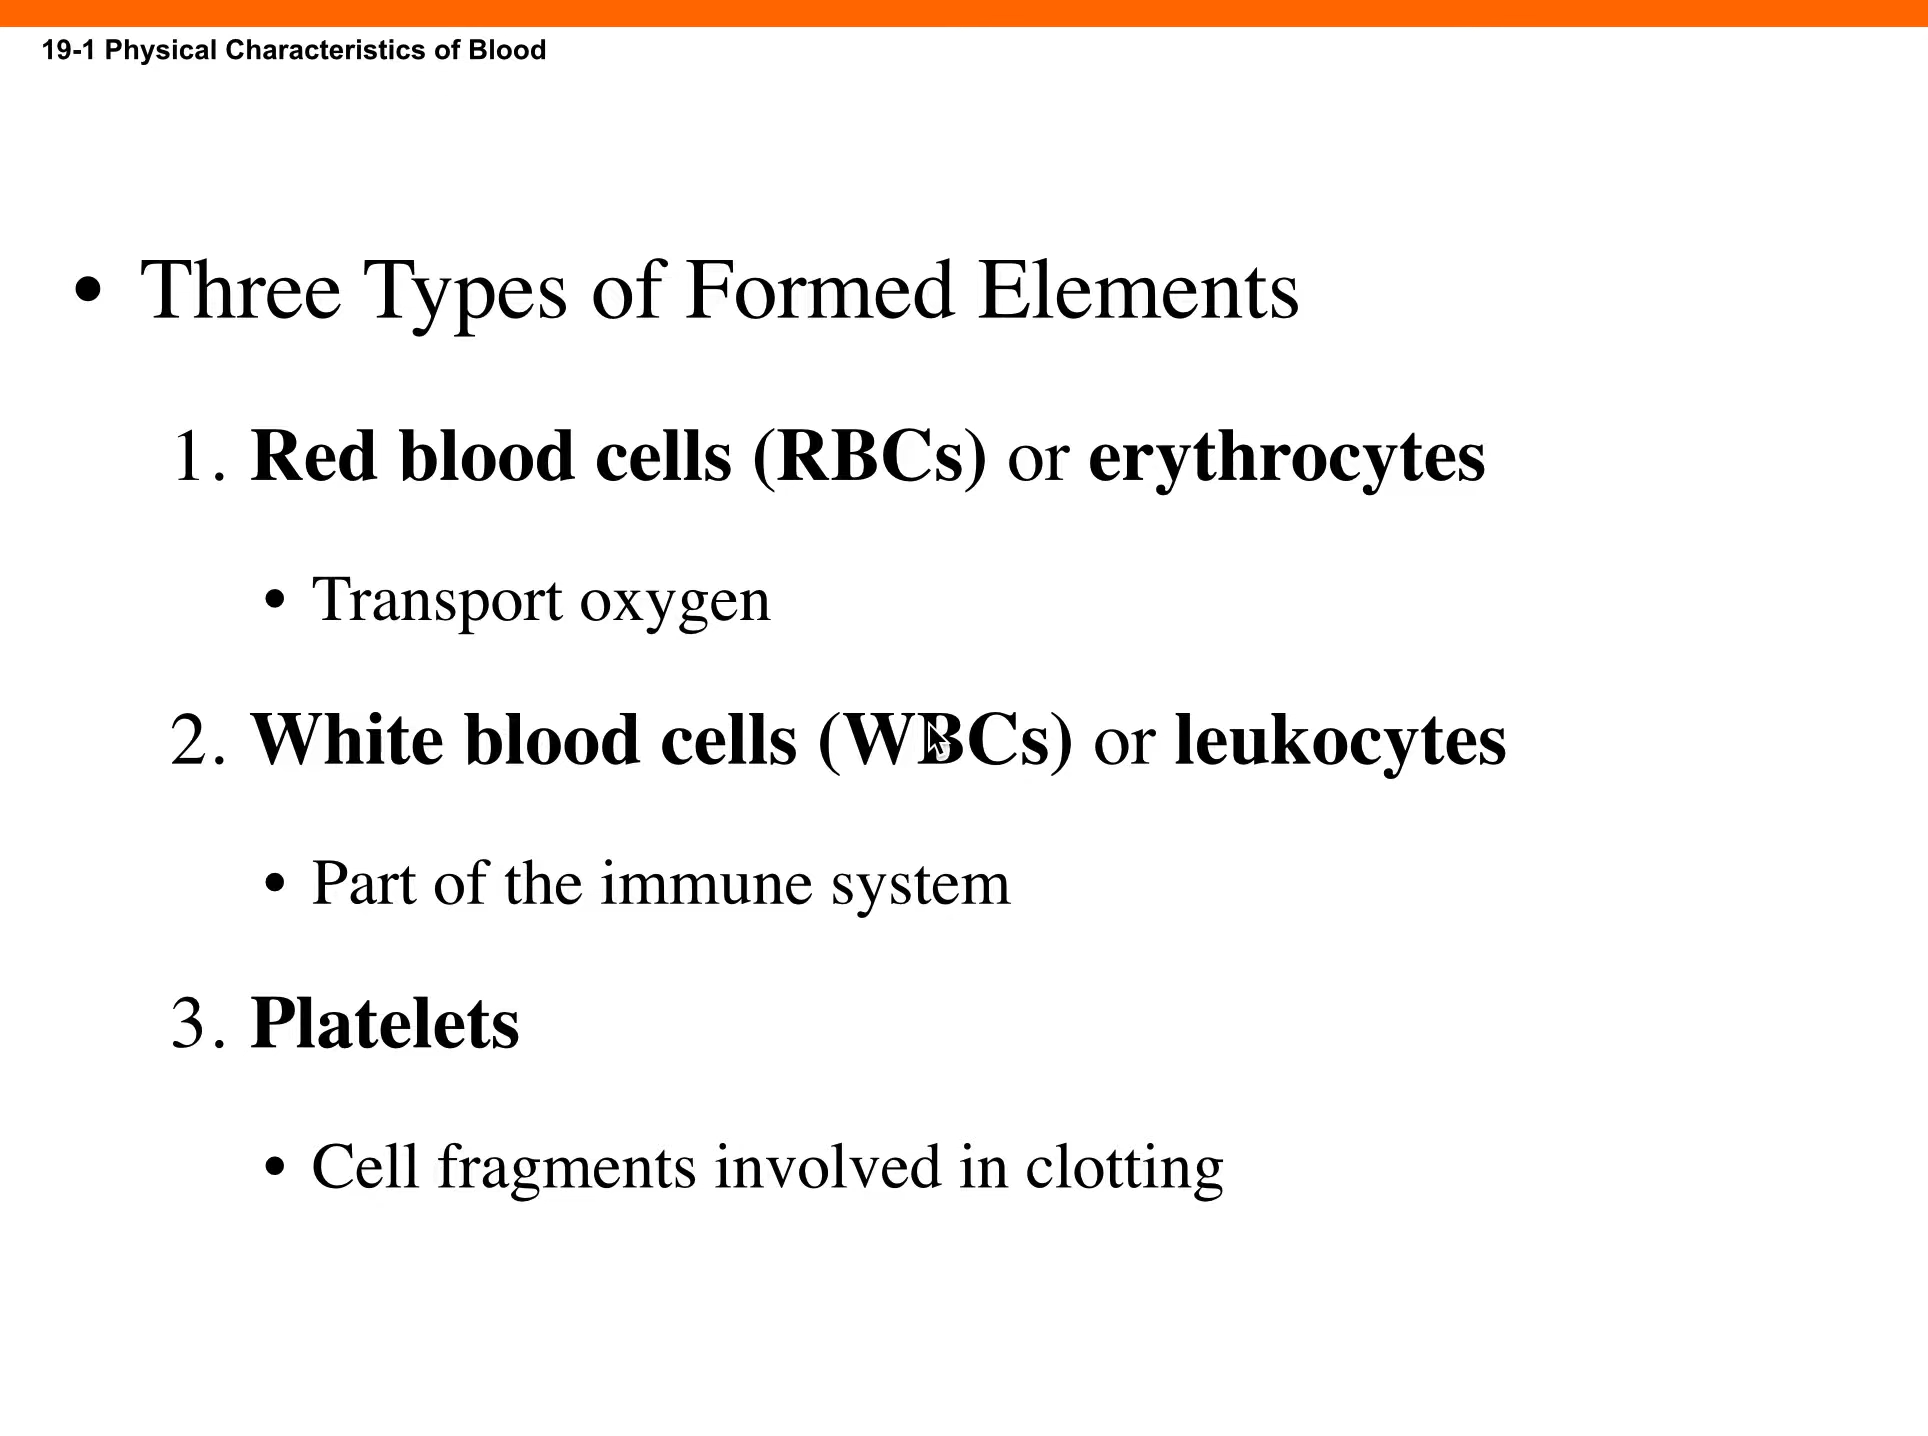 19-1 Physical Characteristics of Blood
• Three Types of Formed Elements
1. Red blood cells (RBCs) or erythrocytes
• Transport oxygen
2. White blood cells (WBCs) or leukocytes
• Part of the immune system
3. Platelets
• Cell fragments involved in clotting